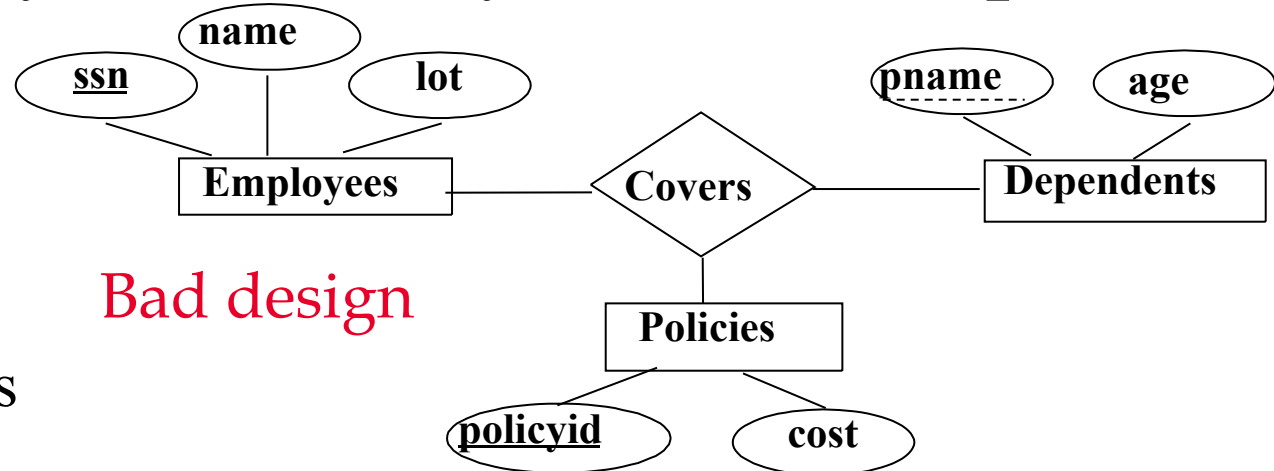 name
ssn
lot
pname
age
Employees
Covers
Dependents
Bad design
Policies
s
policyid
cost